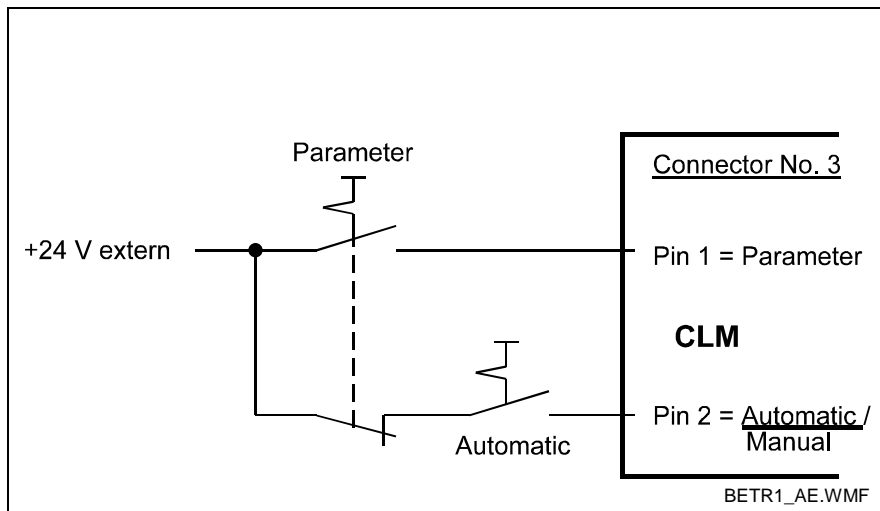 Parameter
Connector No. 3
+24 V extern
Pin 1 = Parameter
CLM
Pin 2 = Automatic /
Manual
Automatic
BETR1_AE.WMF